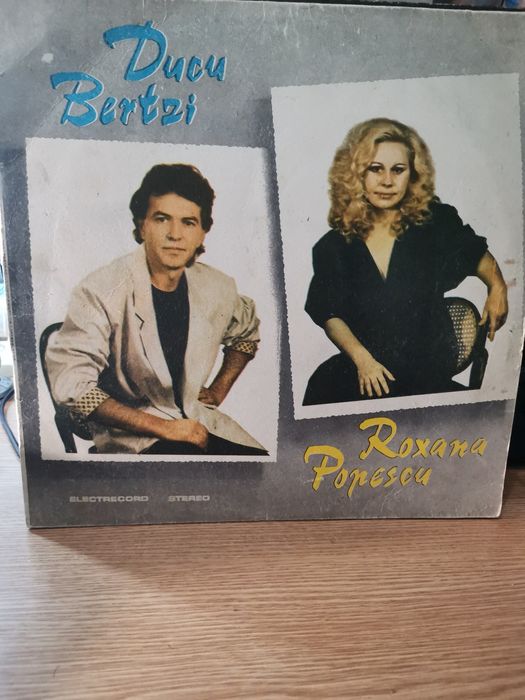 Ducu
Bertzi
Roxana
Popescu
ELECTRECORD STEREO